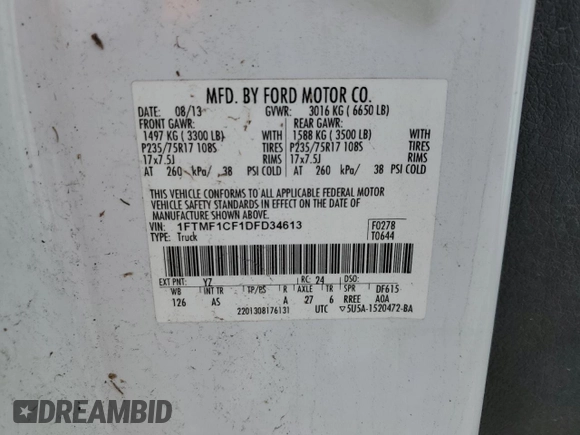 MFD. BY FORD MOTOR CO.
DATE: 08/13 GVWR: 3016 KG ( 6650 LB)
FRONT GAWR: REAR GAWR:
1497 KG ( 3300 LB) WITH 1588 KG ( 3500 LB) WITH
P235/75R17 108S TIRES P235/75R17 108S TIRES
17x7.5J RIMS 17x7.5J RIMS
AT 260 kPa/ 38 PSI COLD AT 260 kPa/ 38 PSI COLD
THIS VEHICLE CONFORMS TO ALL APPLICABLE FEDERAL MOTOR
VEHICLE SAFETY STANDARDS IN EFFECT ON THE DATE OF
MANUFACTURE SHOWN ABOVE.
VIN: 1FTMF1CF1DFD34613 F0278
TYPE: Truck T0644
EXT PNT: YZ RC: 24 DSO:
WB INT TR TP/PS R AXLE TR SPR DF615
126 AS A 27 6 RREE A0A
2201308176131 UTC ▽5U5A-1520472-BA
DREAMBID